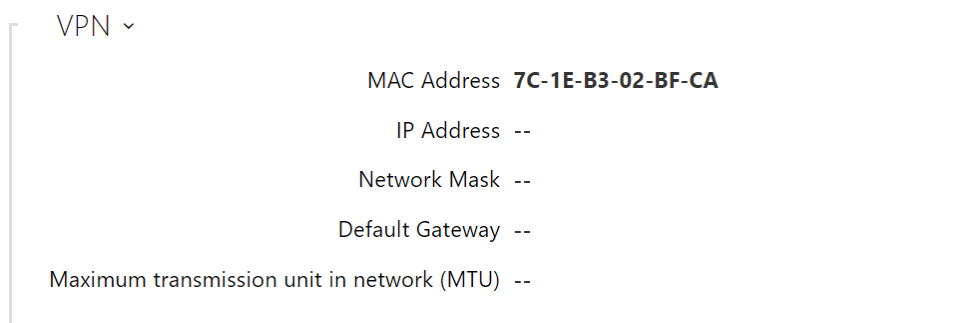 VPN
MAC Address 7C-1E-B3-02-BF-CA
IP Address --
Network Mask --
Default Gateway --
Maximum transmission unit in network (MTU) --